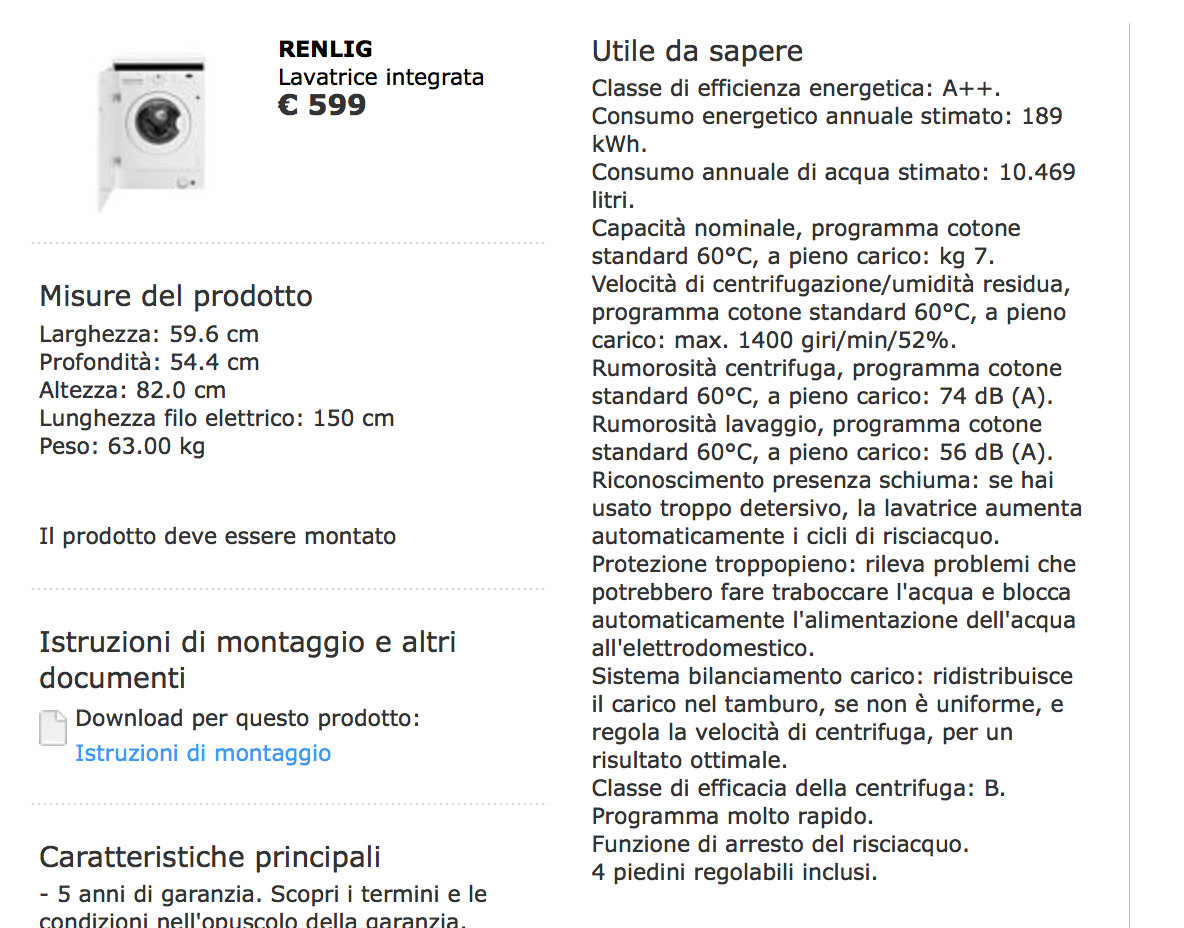 RENLIG
Lavatrice integrata
€ 599
Misure del prodotto
Larghezza: 59.6 cm
Profondità: 54.4 cm
Altezza: 82.0 cm
Lunghezza filo elettrico: 150 cm
Peso: 63.00 kg
Il prodotto deve essere montato
Istruzioni di montaggio e altri
documenti
Download per questo prodotto:
Istruzioni di montaggio
Caratteristiche principali
- 5 anni di garanzia. Scopri i termini e le
condizioni nell'opuscolo della garanzia.
Utile da sapere
Classe di efficienza energetica: A++.
Consumo energetico annuale stimato: 189
kWh.
Consumo annuale di acqua stimato: 10.469
litri.
Capacità nominale, programma cotone
standard 60°C, a pieno carico: kg 7.
Velocità di centrifugazione/umidità residua,
programma cotone standard 60°C, a pieno
carico: max. 1400 giri/min/52%.
Rumorosità centrifuga, programma cotone
standard 60°C, a pieno carico: 74 dB (A).
Rumorosità lavaggio, programma cotone
standard 60°C, a pieno carico: 56 dB (A).
Riconoscimento presenza schiuma: se hai
usato troppo detersivo, la lavatrice aumenta
automaticamente i cicli di risciacquo.
Protezione troppopieno: rileva problemi che
potrebbero fare traboccare l'acqua e blocca
automaticamente l'alimentazione dell'acqua
all'elettrodomestico.
Sistema bilanciamento carico: ridistribuisce
il carico nel tamburo, se non è uniforme, e
regola la velocità di centrifuga, per un
risultato ottimale.
Classe di efficacia della centrifuga: B.
Programma molto rapido.
Funzione di arresto del risciacquo.
4 piedini regolabili inclusi.